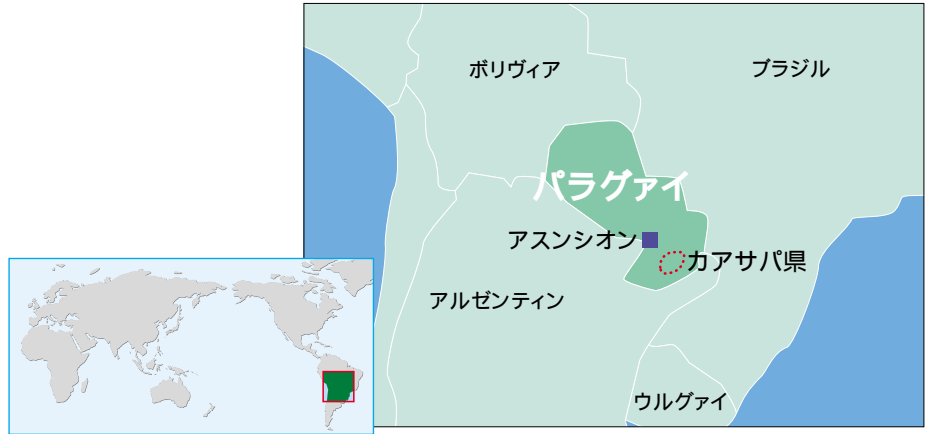 ボリヴィア
ブラジル
パラグァイ
アスンシオン
カアサパ県
アルゼンティン
ウルグァイ